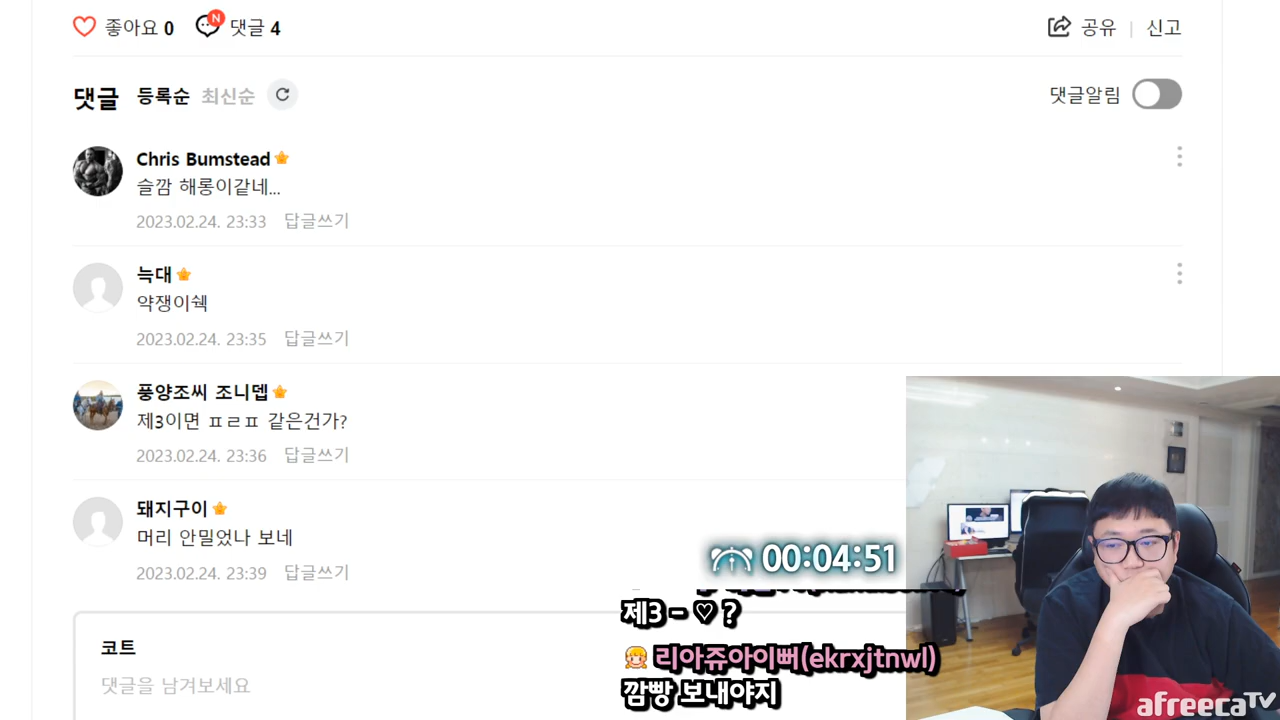 좋아요 0
N
댓글 4
공유
신고
댓글 등록순 최신순
댓글알림
Chris Bumstead
슬깜 해롱이같네...
2023.02.24. 23:33 답글쓰기
늑대
약쟁이쉑
2023.02.24. 23:35 답글쓰기
풍양조씨 조니뎁
제3이면 ㅍㄹㅍ 같은건가?
2023.02.24. 23:36 답글쓰기
돼지구이
머리 안밀었나 보네
2023.02.24. 23:39 답글쓰기
코트
댓글을 남겨보세요
00:04:51
제3 - ♡ ?
리아쥬아이뻐(ekrxjtnwl)
깜빵 보내야지
afreecaTV